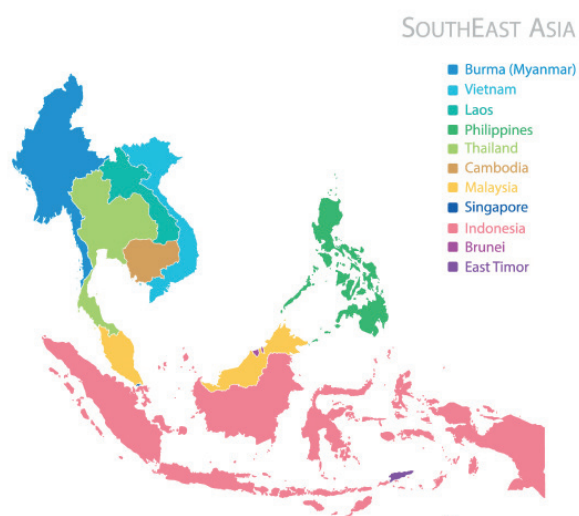 SOUTHEAST ASIA
Burma (Myanmar)
Vietnam
Laos
Philippines
Thailand
Cambodia
Malaysia
Singapore
Indonesia
Brunei
East Timor